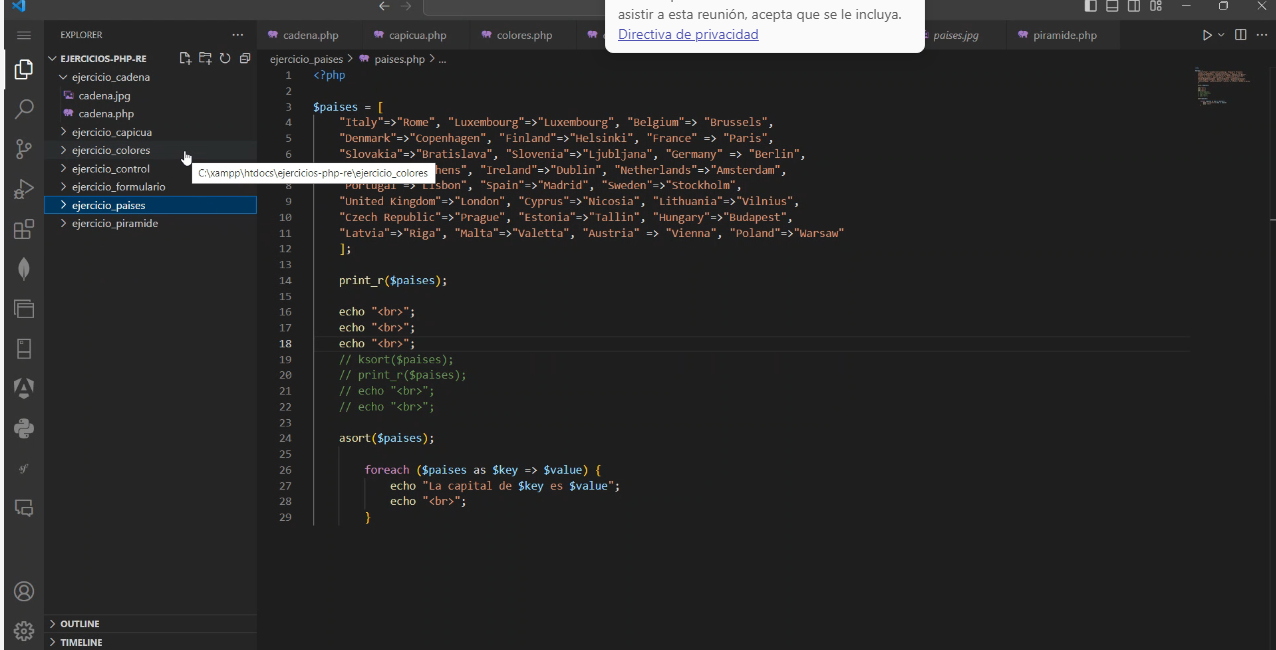 asistir a esta reunión, acepta que se le incluya.
Directiva de privacidad
EXPLORER
cadena.php
capicua.php
colores.php
paises.jpg
piramide.php
EJERCICIOS-PHP-RE
ejercicio_cadena
cadena.jpg
cadena.php
ejercicio_capicua
ejercicio_colores
ejercicio_control
ejercicio_formulario
ejercicio_paises
ejercicio_piramide
C:\xampp\htdocs\ejercicios-php-re\ejercicio_colores
OUTLINE
TIMELINE
ejercicio_paises > paises.php > ...
1 <?php
2
3 $paises = [
4 "Italy"=>"Rome", "Luxembourg"=>"Luxembourg", "Belgium"=> "Brussels",
5 "Denmark"=>"Copenhagen", "Finland"=>"Helsinki", "France" => "Paris",
6 "Slovakia"=>"Bratislava", "Slovenia"=>"Ljubljana", "Germany" => "Berlin",
hens", "Ireland"=>"Dublin", "Netherlands"=>"Amsterdam",
8 "Portugal"=>"Lisbon", "Spain"=>"Madrid", "Sweden"=>"Stockholm",
9 "United Kingdom"=>"London", "Cyprus"=>"Nicosia", "Lithuania"=>"Vilnius",
10 "Czech Republic"=>"Prague", "Estonia"=>"Tallin", "Hungary"=>"Budapest",
11 "Latvia"=>"Riga", "Malta"=>"Valetta", "Austria" => "Vienna", "Poland"=>"Warsaw"
12 ];
13
14 print_r($paises);
15
16 echo "<br>";
17 echo "<br>";
18 echo "<br>";
19 // ksort($paises);
20 // print_r($paises);
21 // echo "<br>";
22 // echo "<br>";
23
24 asort($paises);
25
26 foreach ($paises as $key => $value) {
27 echo "La capital de $key es $value";
28 echo "<br>";
29 }